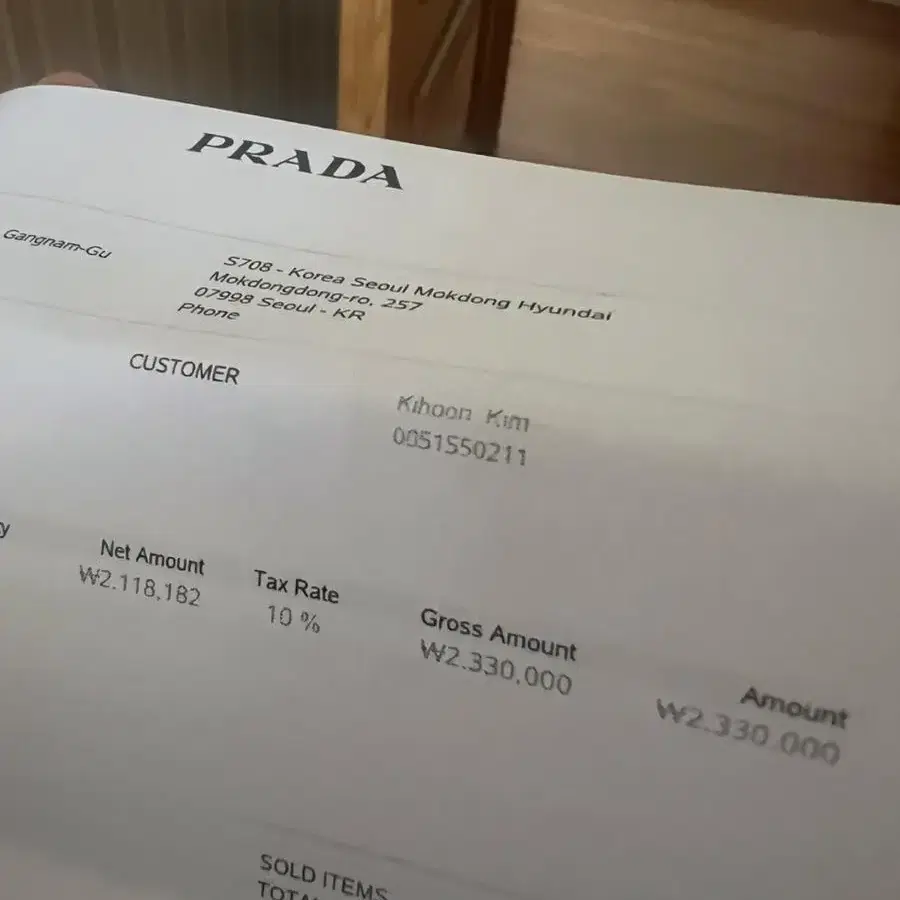 PRADA
Gangnam-Gu
S708 - Korea Seoul Mokdong Hyundai
Mokdongdong-ro, 257
07998 Seoul - KR
Phone
CUSTOMER
Kihoon Kim
0051550211
y
Net Amount Tax Rate Gross Amount Amount
₩2.118,182 10 % ₩2.330,000 ₩2.330.000
SOLD ITEMS